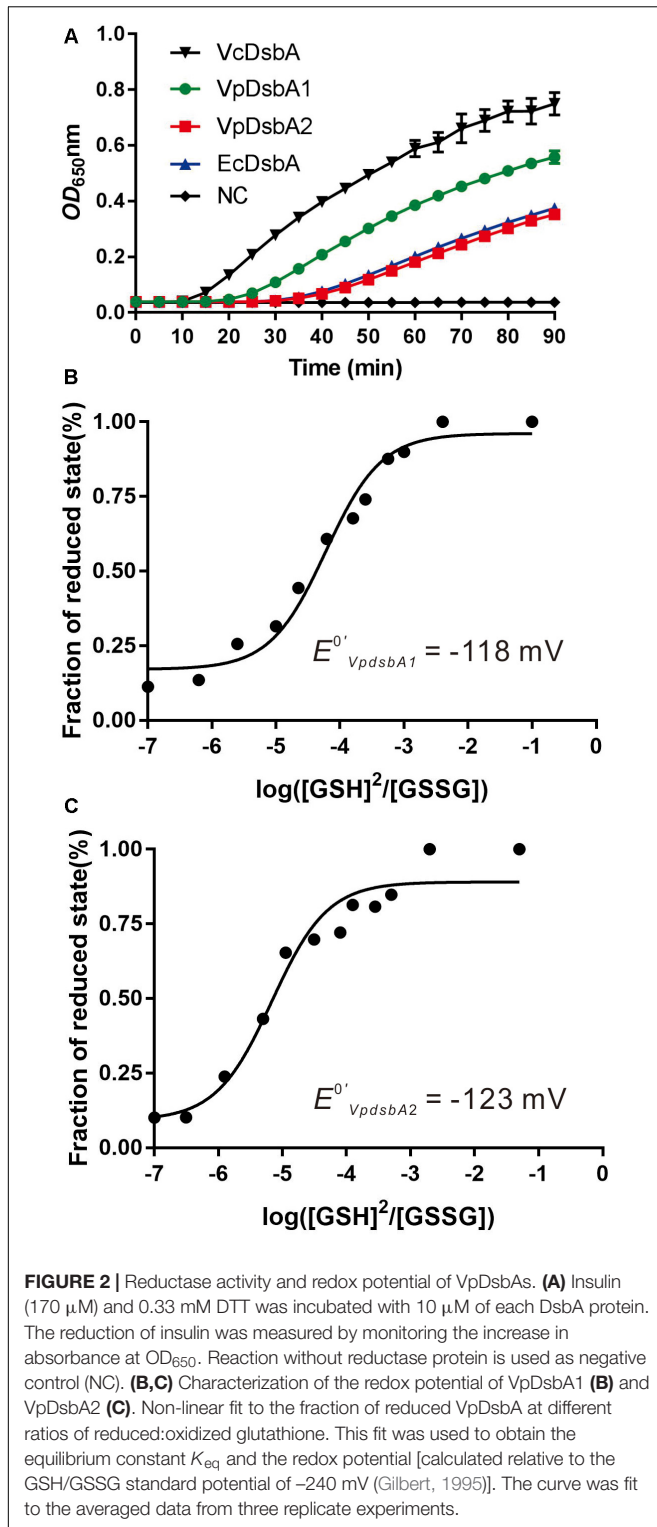 A
VcDsbA
VpDsbA1
VpDsbA2
EcDsbA
NC
OD650nm
1.0
0.8
0.6
0.4
0.2
0.0
0 10 20 30 40 50 60 70 80 90
Time (min)
B
Fraction of reduced state(%)
1.00
0.75
0.50
0.25
0.00
E0' VpdsbA1 = -118 mV
-7 -6 -5 -4 -3 -2 -1 0
log([GSH]2/[GSSG])
C
Fraction of reduced state(%)
1.00
0.75
0.50
0.25
0.00
E0' VpdsbA2 = -123 mV
-7 -6 -5 -4 -3 -2 -1 0
log([GSH]2/[GSSG])
FIGURE 2 | Reductase activity and redox potential of VpDsbAs. (A) Insulin
(170 μM) and 0.33 mM DTT was incubated with 10 μM of each DsbA protein.
The reduction of insulin was measured by monitoring the increase in
absorbance at OD650. Reaction without reductase protein is used as negative
control (NC). (B,C) Characterization of the redox potential of VpDsbA1 (B) and
VpDsbA2 (C). Non-linear fit to the fraction of reduced VpDsbA at different
ratios of reduced:oxidized glutathione. This fit was used to obtain the
equilibrium constant Keq and the redox potential [calculated relative to the
GSH/GSSG standard potential of –240 mV (Gilbert, 1995)]. The curve was fit
to the averaged data from three replicate experiments.